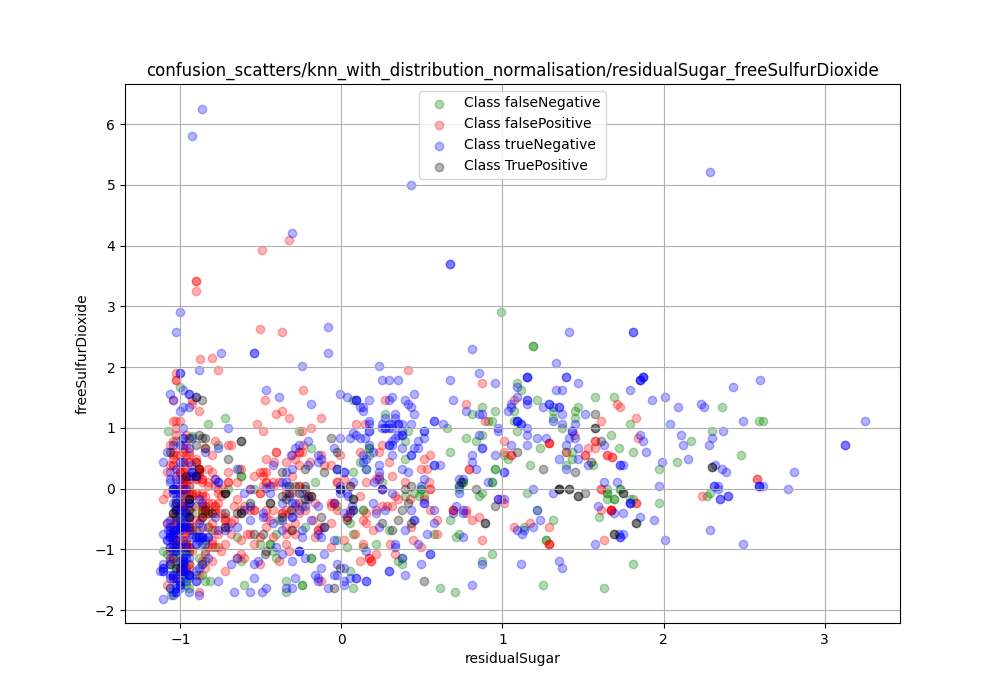 confusion_scatters/knn_with_distribution_normalisation/residualSugar_freeSulfurDioxide
Class falseNegative
Class falsePositive
Class trueNegative
Class TruePositive
6
5
4
3
2
1
0
−1
−2
freeSulfurDioxide
−1 0 1 2 3
residualSugar